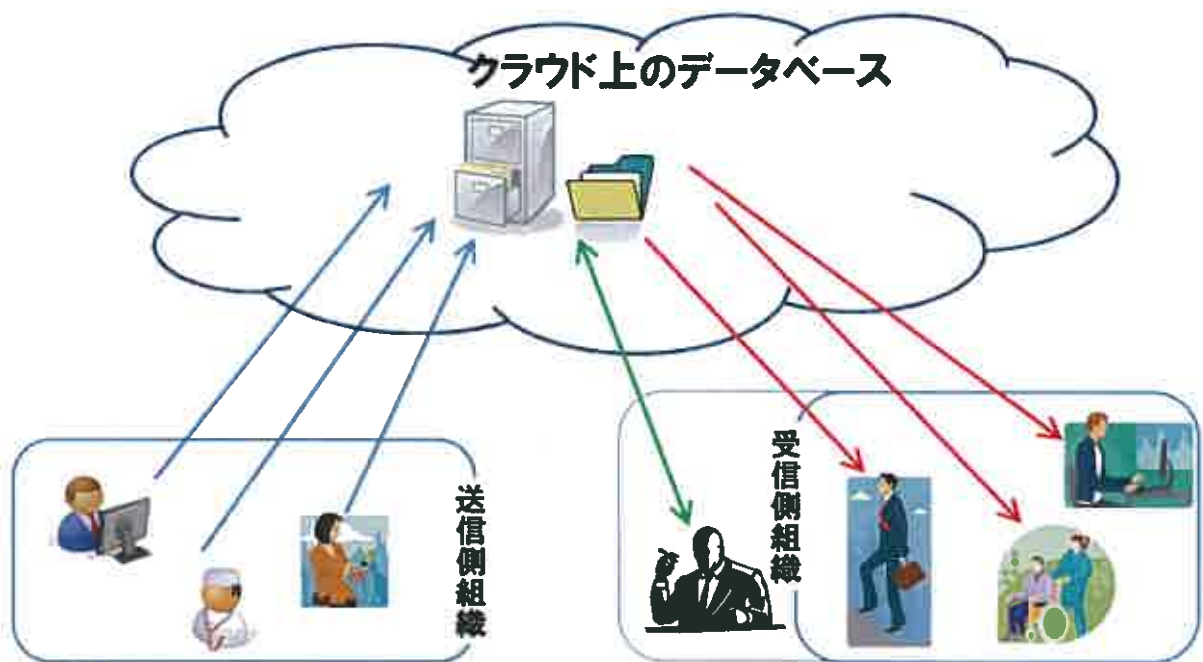 クラウド上のデータベース
送信側組織
受信側組織